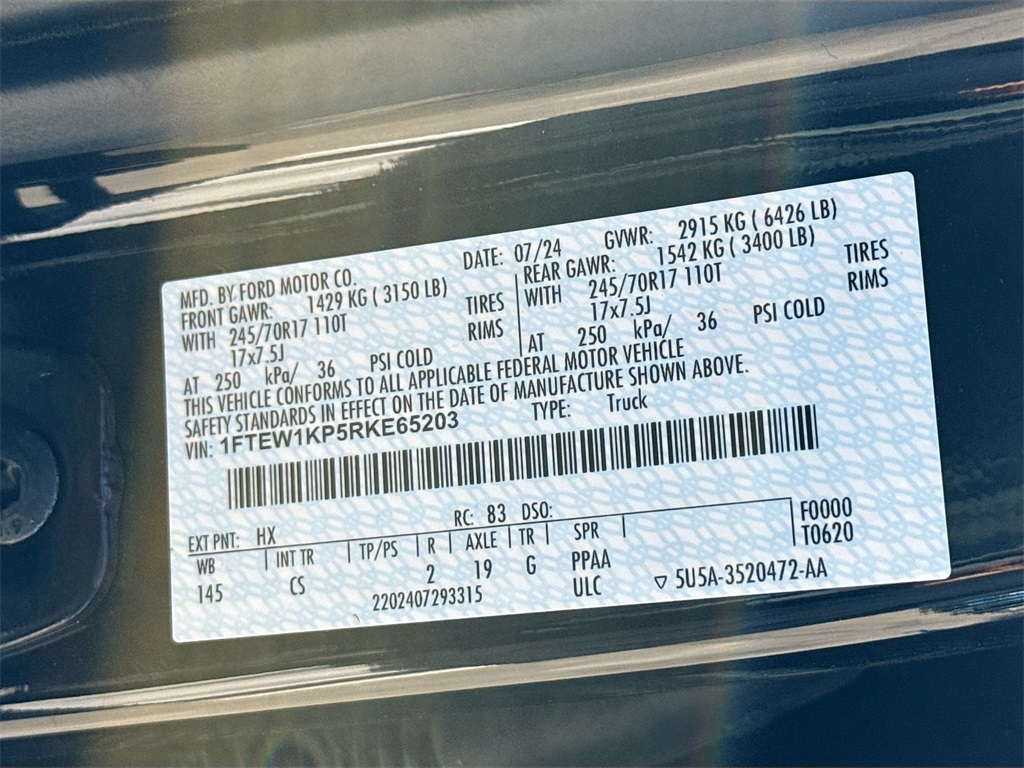 MFD. BY FORD MOTOR CO.
DATE: 07/24 GVWR: 2915 KG ( 6426 LB)
FRONT GAWR: 1429 KG ( 3150 LB)
WITH 245/70R17 110T TIRES
17x7.5J RIMS
AT 250 kPa/ 36 PSI COLD
REAR GAWR: 1542 KG ( 3400 LB)
WITH 245/70R17 110T TIRES
17x7.5J RIMS
AT 250 kPa/ 36 PSI COLD
THIS VEHICLE CONFORMS TO ALL APPLICABLE FEDERAL MOTOR VEHICLE
SAFETY STANDARDS IN EFFECT ON THE DATE OF MANUFACTURE SHOWN ABOVE.
VIN: 1FTEW1KP5RKE65203 TYPE: Truck
EXT PNT: HX RC: 83 DSO: F0000
WB INT TR TP/PS R AXLE TR SPR T0620
145 CS 2 19 G PPAA
2202407293315 ULC 5U5A-3520472-AA